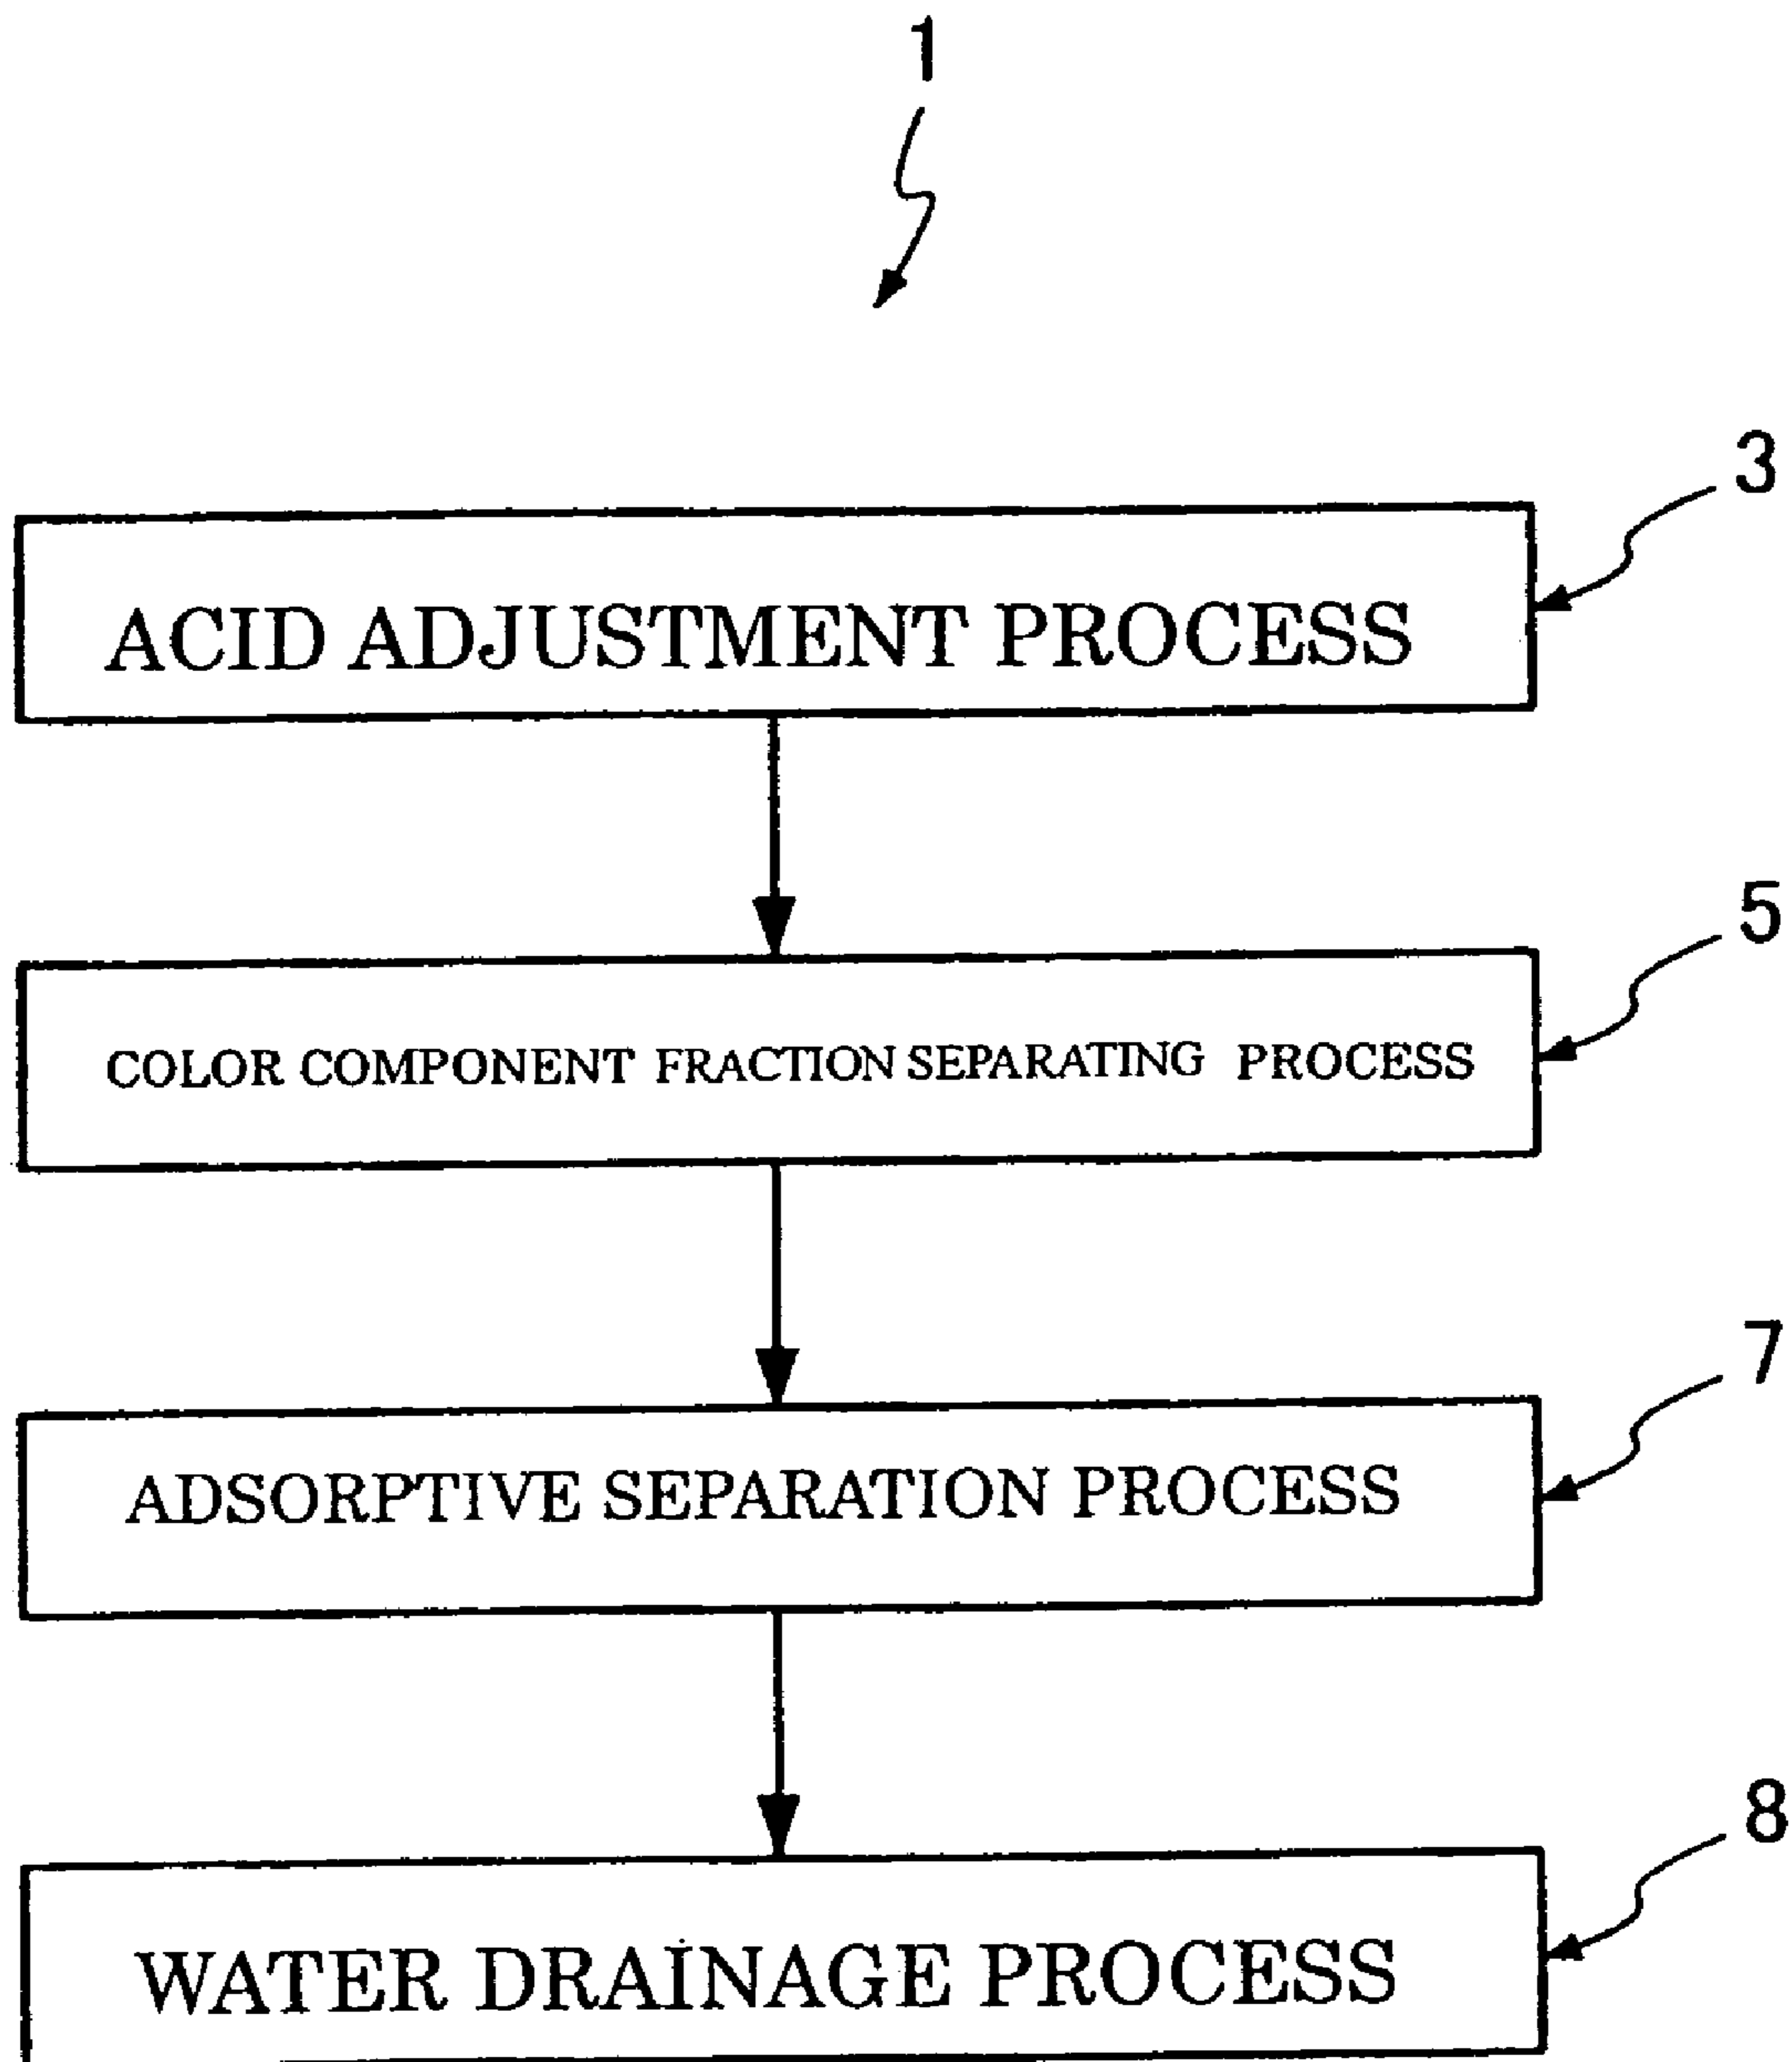 1
3
ACID ADJUSTMENT PROCESS
5
COLOR COMPONENT FRACTION SEPARATING PROCESS
7
ADSORPTIVE SEPARATION PROCESS
8
WATER DRAINAGE PROCESS